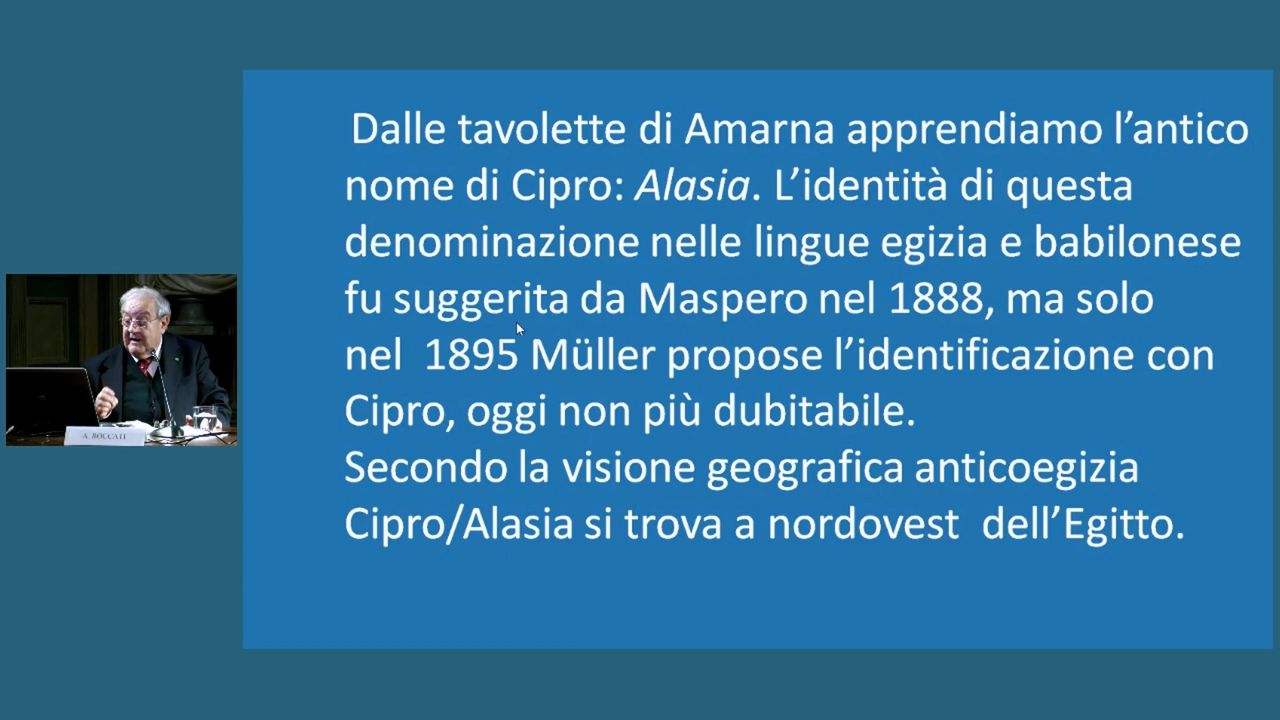 Dalle tavolette di Amarna apprendiamo l’antico
nome di Cipro: Alasia. L’identità di questa
denominazione nelle lingue egizia e babilonese
fu suggerita da Maspero nel 1888, ma solo
nel  1895 Müller propose l’identificazione con
Cipro, oggi non più dubitabile.
Secondo la visione geografica anticoegizia
Cipro/Alasia si trova a nordovest  dell’Egitto.
A. ROCCATI